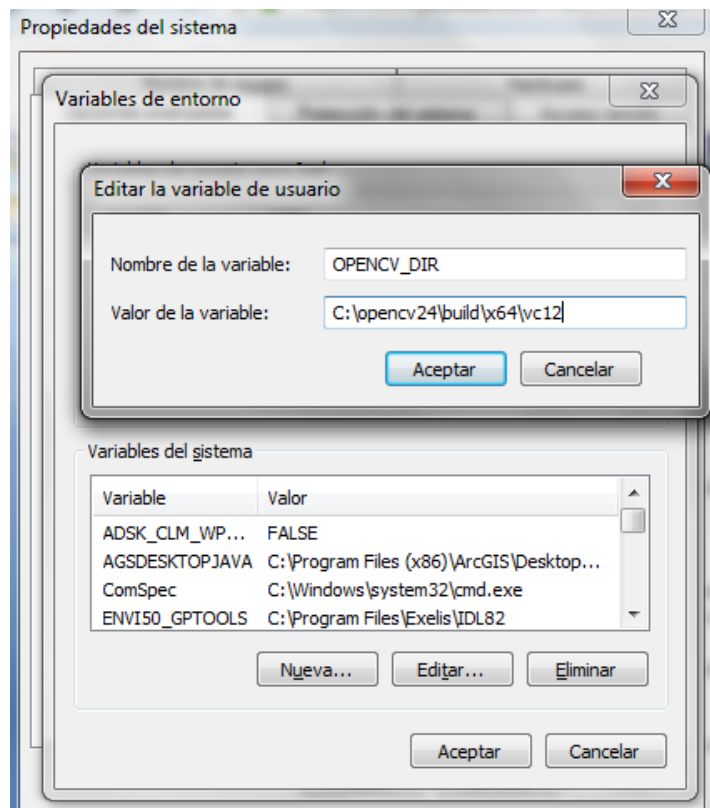 Propiedades del sistema
Variables de entorno
Editar la variable de usuario
Nombre de la variable: OPENCV_DIR
Valor de la variable: C:\opencv24\build\x64\vc12
Aceptar Cancelar
Variables del sistema
Variable Valor
ADSK_CLM_WP... FALSE
AGSDESKTOPJAVA C:\Program Files (x86)\ArcGIS\Desktop...
ComSpec C:\Windows\system32\cmd.exe
ENVI50_GPTOOLS C:\Program Files\Exelis\IDL82
Nueva... Editar... Eliminar
Aceptar Cancelar